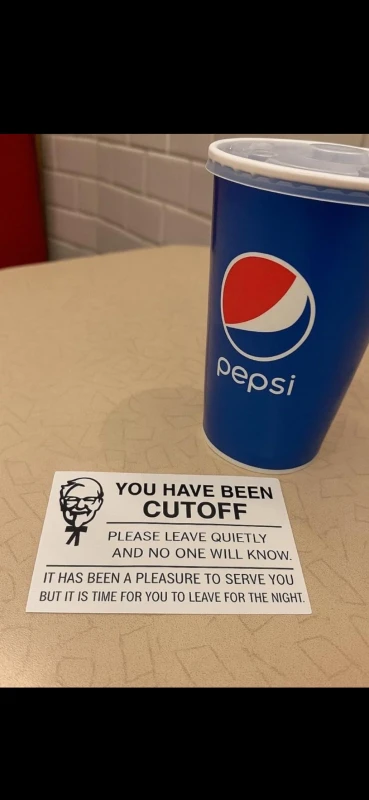 pepsi
YOU HAVE BEEN
CUTOFF
PLEASE LEAVE QUIETLY
AND NO ONE WILL KNOW.
IT HAS BEEN A PLEASURE TO SERVE YOU
BUT IT IS TIME FOR YOU TO LEAVE FOR THE NIGHT.